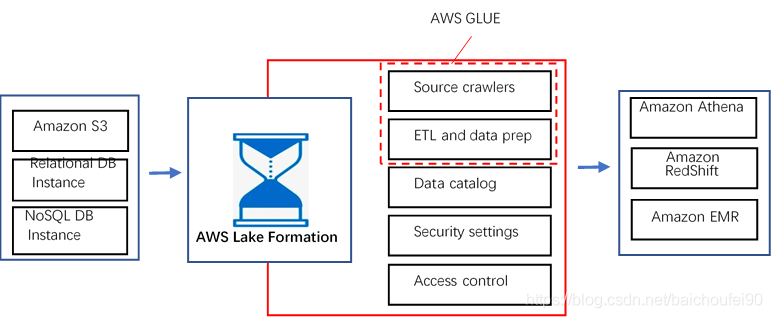 AWS GLUE
Amazon S3
Relational DB
Instance
NoSQL DB
Instance
AWS Lake Formation
Source crawlers
ETL and data prep
Data catalog
Security settings
Access control
Amazon Athena
Amazon
RedShift
Amazon EMR
https://blog.csdn.net/baichoufei90